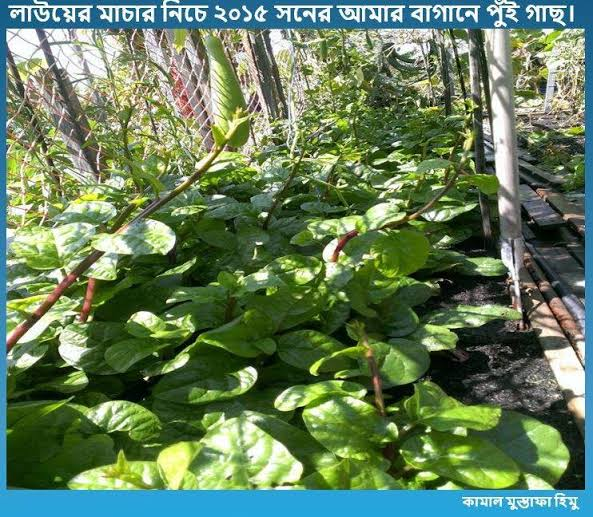 লাউয়ের মাচার নিচে ২০১৫ সনের আমার বাগানে পুঁই গাছ।
কামাল মুস্তাফা হিমু